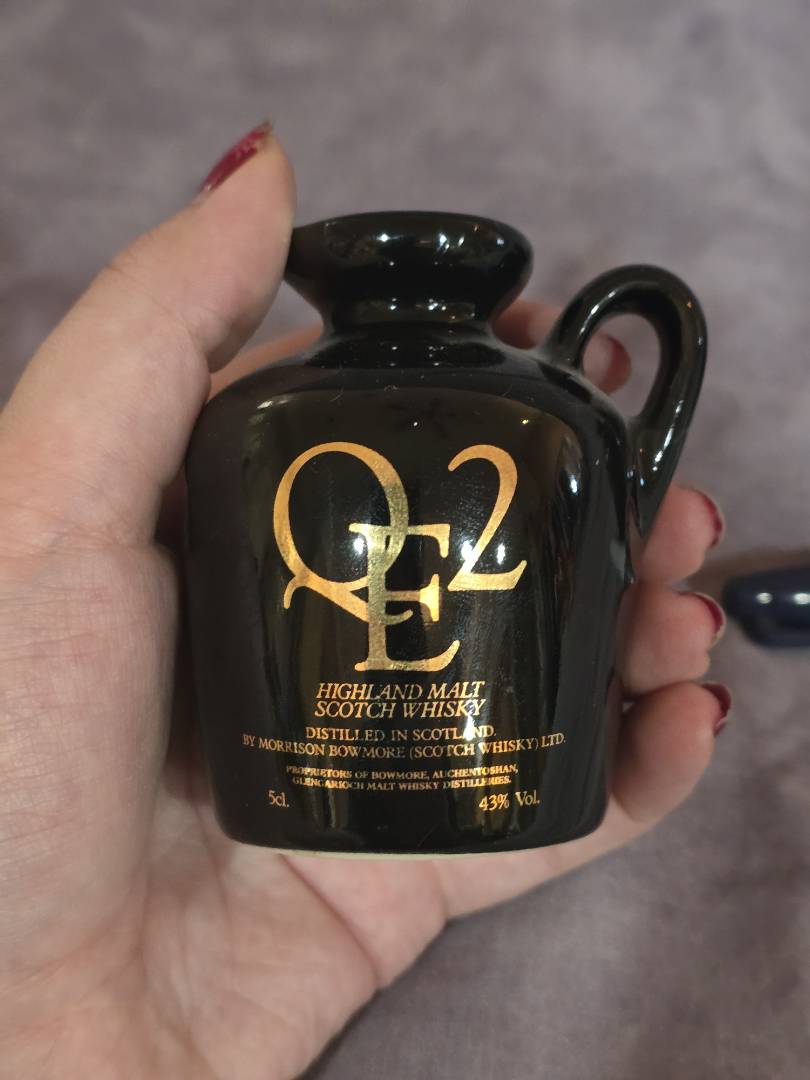 QE2
HIGHLAND MALT
SCOTCH WHISKY
DISTILLED IN SCOTLAND.
BY MORRISON BOWMORE (SCOTCH WHISKY) LTD.
PROPRIETORS OF BOWMORE, AUCHENTOSHAN,
GLENGARIOCH MALT WHISKY DISTILLERIES.
5cl. 43% Vol.